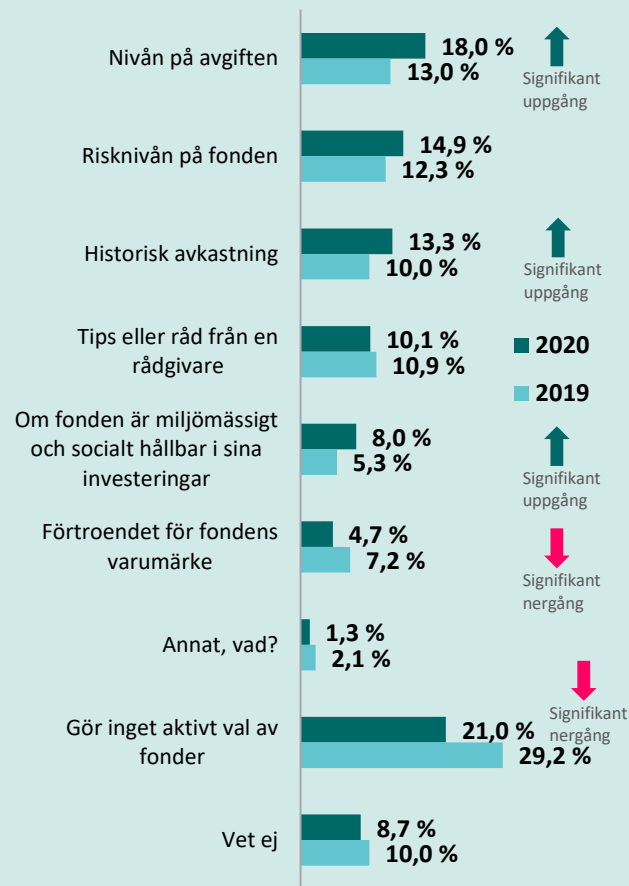 Nivån på avgiften
18,0 %
13,0 %
Signifikant
uppgång
Risknivån på fonden
14,9 %
12,3 %
Historisk avkastning
13,3 %
10,0 %
Signifikant
uppgång
Tips eller råd från en
rådgivare
10,1 %
10,9 %
2020
2019
Om fonden är miljömässigt
och socialt hållbar i sina
investeringar
8,0 %
5,3 %
Signifikant
uppgång
Förtroendet för fondens
varumärke
4,7 %
7,2 %
Signifikant
nergång
Annat, vad?
1,3 %
2,1 %
Gör inget aktivt val av
fonder
21,0 %
29,2 %
Signifikant
nergång
Vet ej
8,7 %
10,0 %